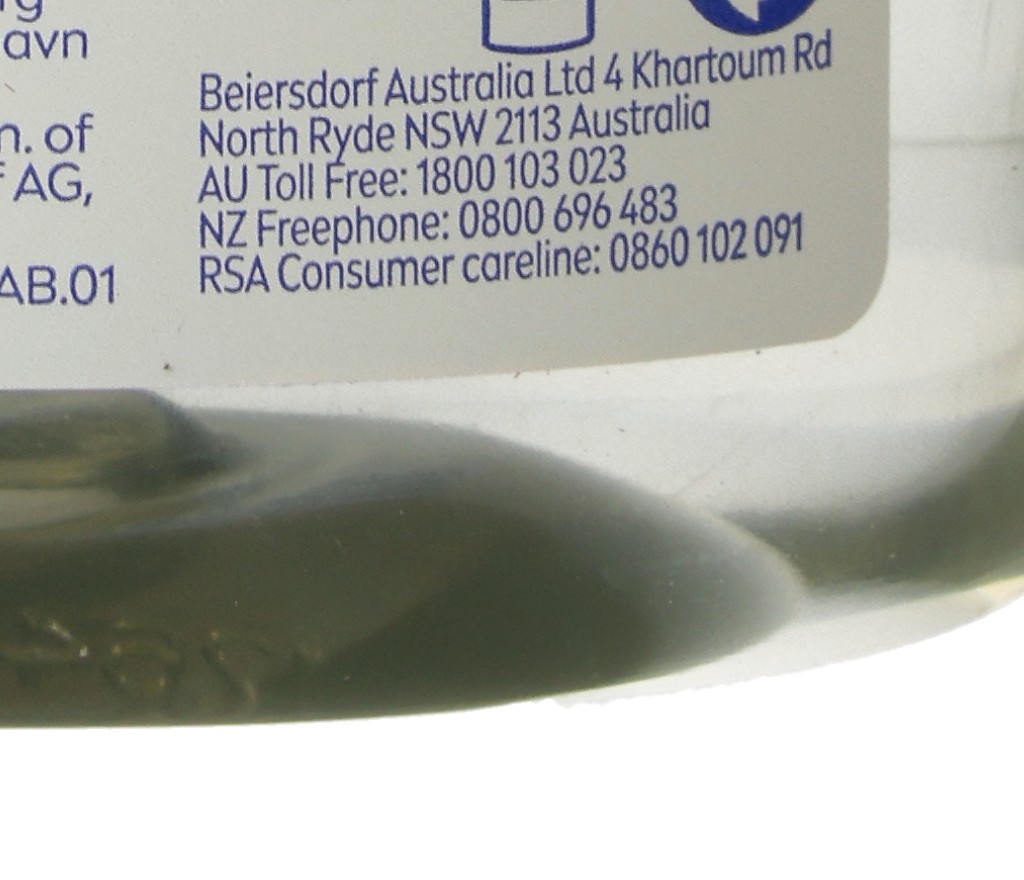 avn
n. of
AG,
AB.01
Beiersdorf Australia Ltd 4 Khartoum Rd
North Ryde NSW 2113 Australia
AU Toll Free: 1800 103 023
NZ Freephone: 0800 696 483
RSA Consumer careline: 0860 102 091